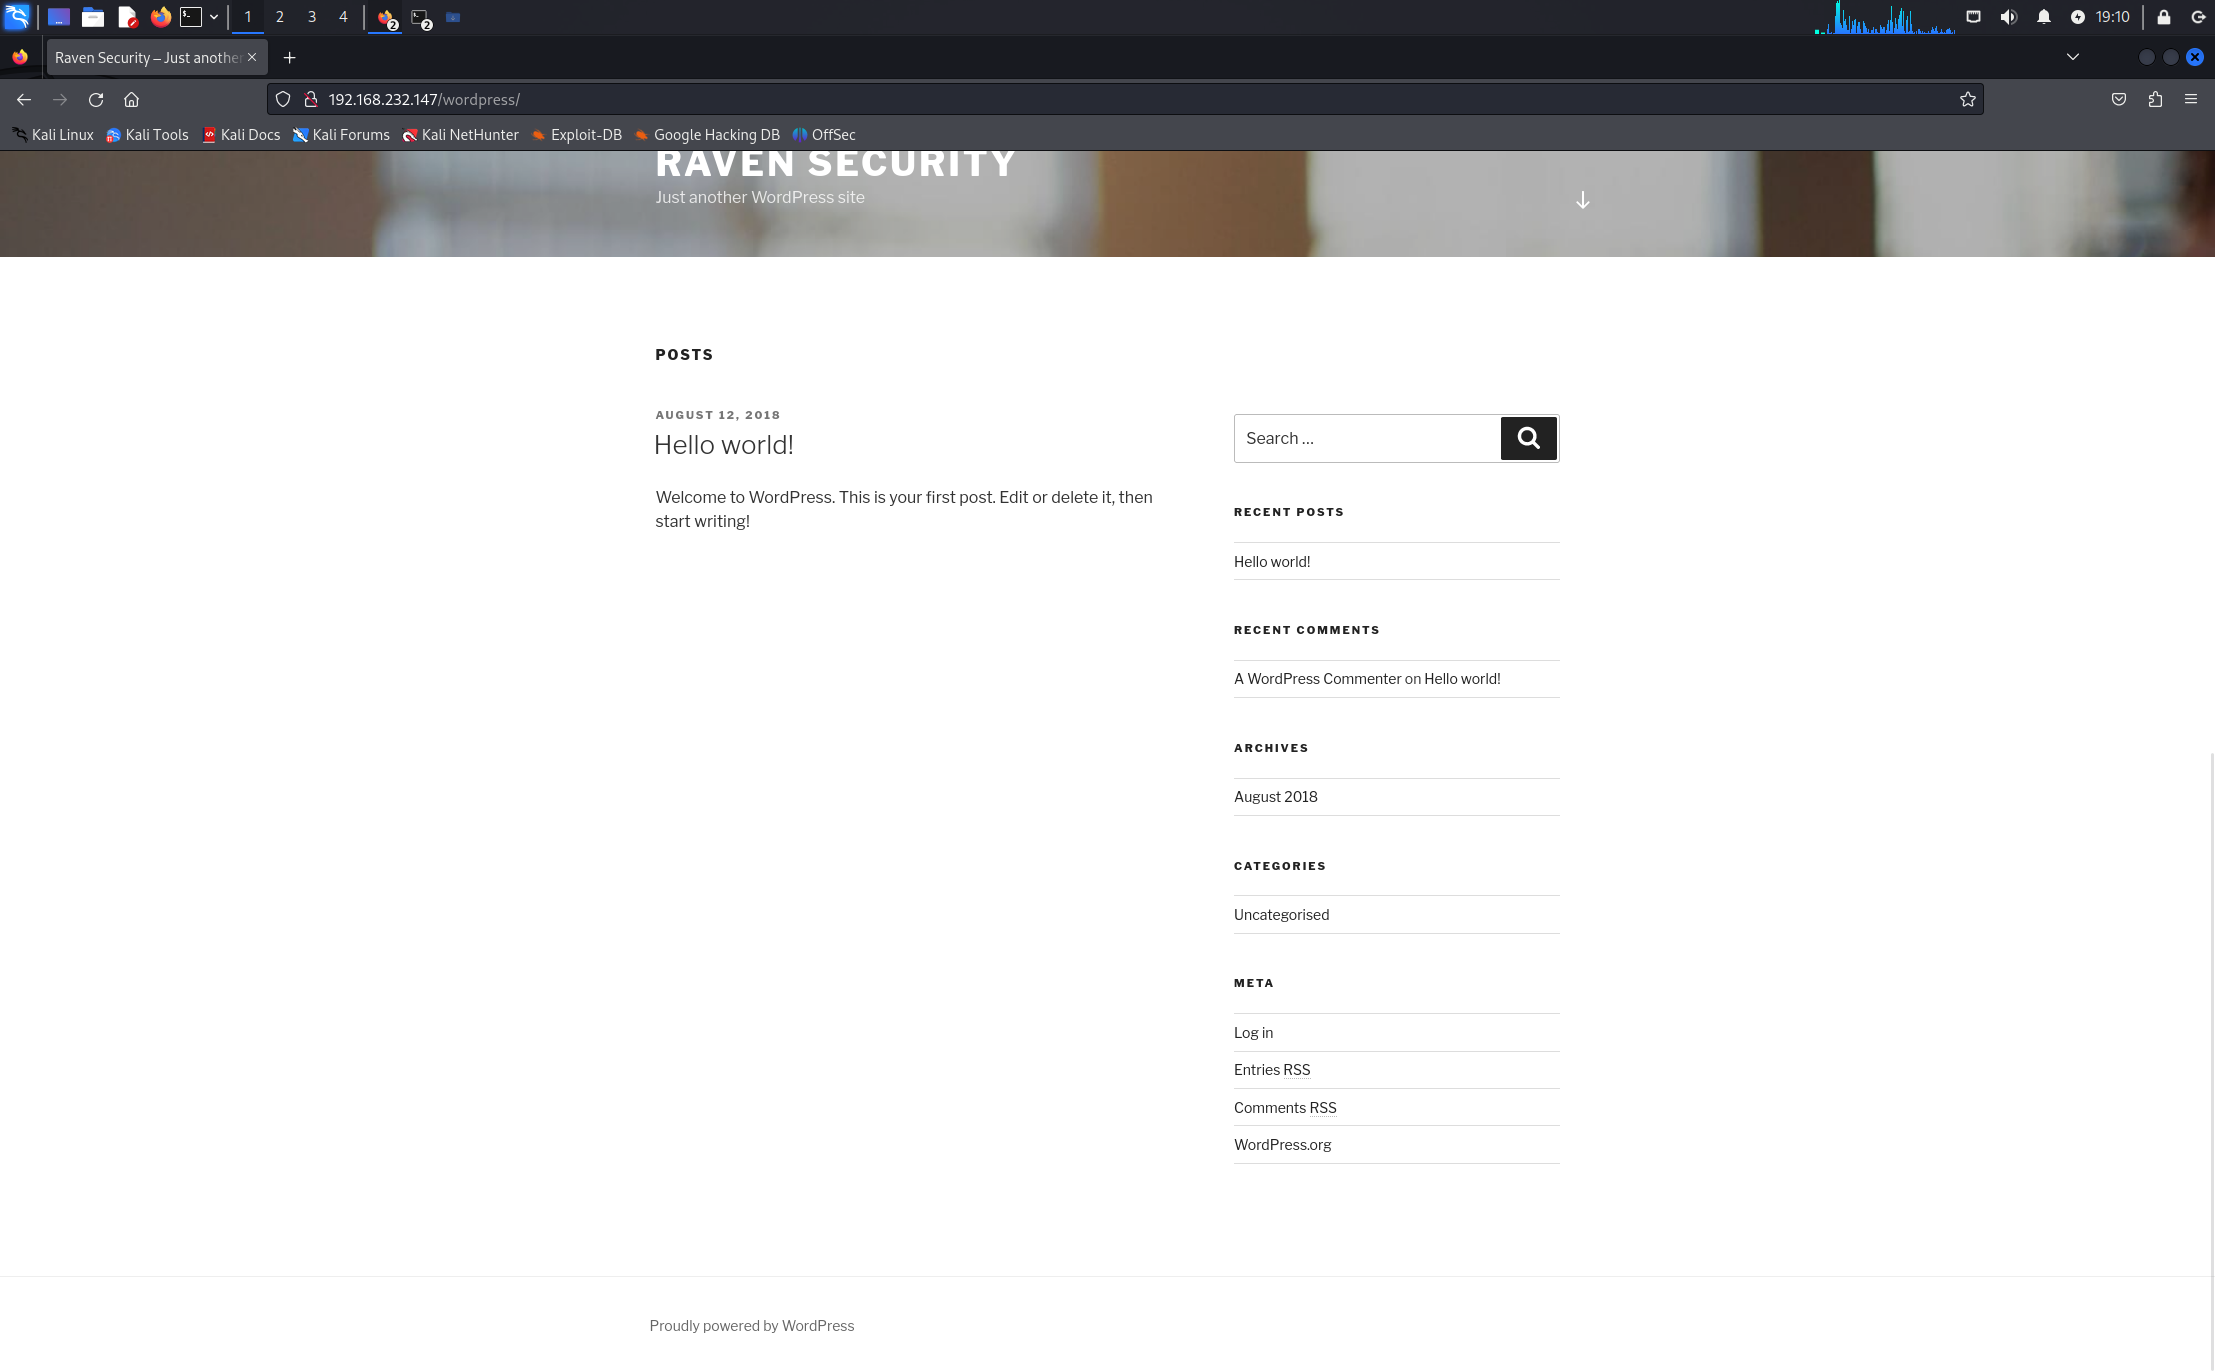 1 2 3 4 2 2 19:10
Raven Security – Just another
192.168.232.147/wordpress/
Kali Linux Kali Tools Kali Docs Kali Forums Kali NetHunter Exploit-DB Google Hacking DB OffSec
RAVEN SECURITY
Just another WordPress site
POSTS
AUGUST 12, 2018
Hello world!
Welcome to WordPress. This is your first post. Edit or delete it, then
start writing!
Search …
RECENT POSTS
Hello world!
RECENT COMMENTS
A WordPress Commenter on Hello world!
ARCHIVES
August 2018
CATEGORIES
Uncategorised
META
Log in
Entries RSS
Comments RSS
WordPress.org
Proudly powered by WordPress